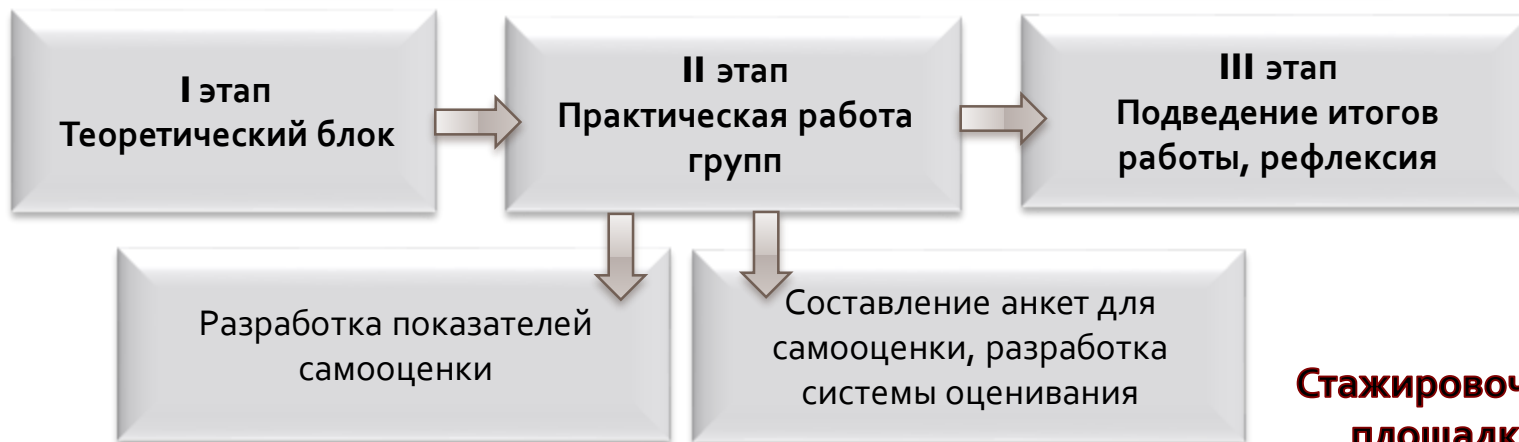 I этап
Теоретический блок
II этап
Практическая работа
групп
III этап
Подведение итогов
работы, рефлексия
Разработка показателей
самооценки
Составление анкет для
самооценки, разработка
системы оценивания